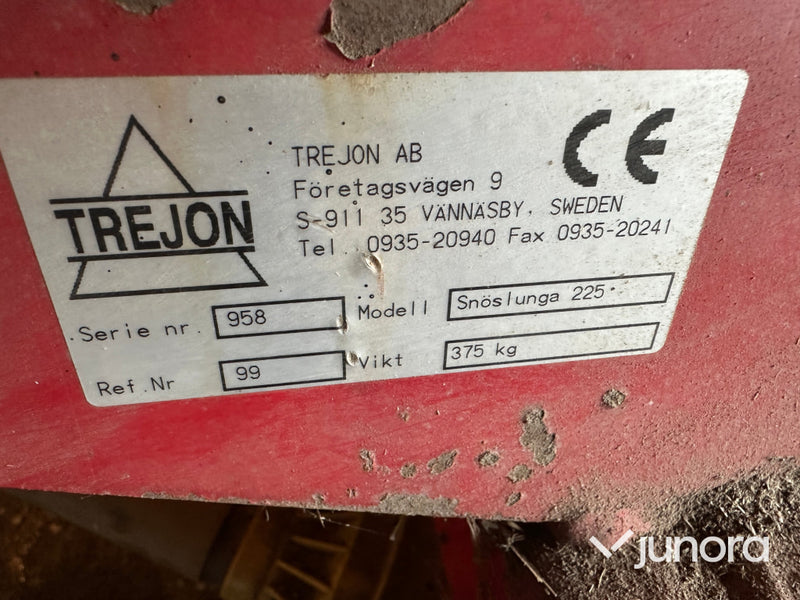 TREJON
TREJON AB
Företagsvägen 9
S-911 35 VÄNNÄSBY, SWEDEN
Tel. 0935-20940 Fax 0935-20241
CE
Serie nr. 958 Modell Snöslunga 225
Ref.Nr 99 Vikt 375 kg
junora